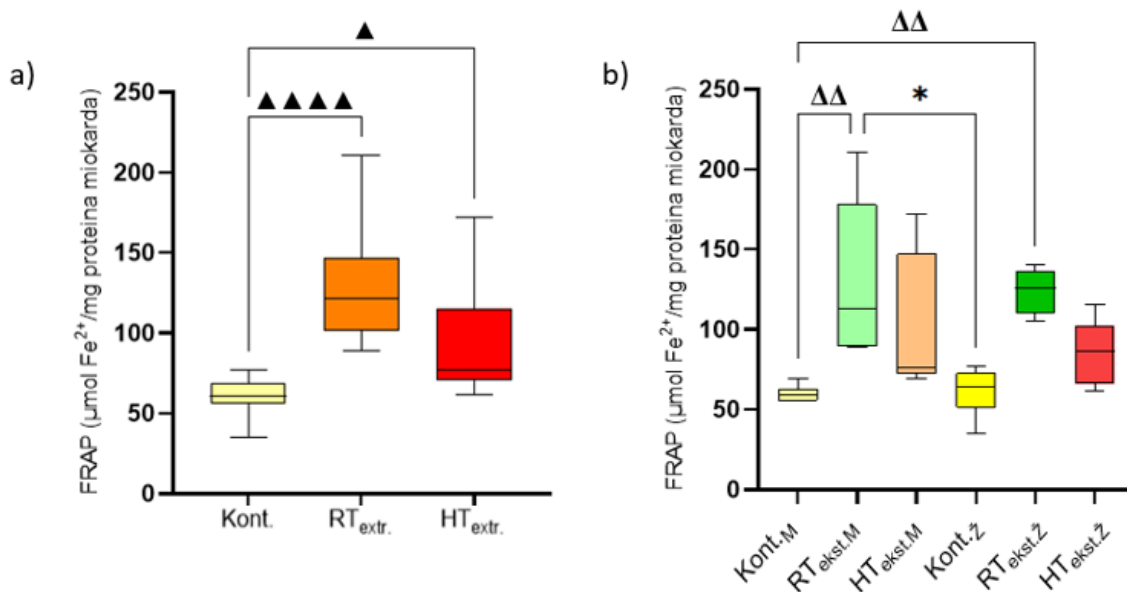 a)
▲
▲▲▲▲
FRAP (µmol Fe²⁺/mg proteina miokarda)
250
200
150
100
50
0
Kont.
RTextr.
HTextr.
b)
ΔΔ
ΔΔ
*
FRAP (µmol Fe²⁺/mg proteina miokarda)
250
200
150
100
50
0
Kont.M
RTekst.M
HTekst.M
Kont.Ž
RTekst.Ž
HTekst.Ž